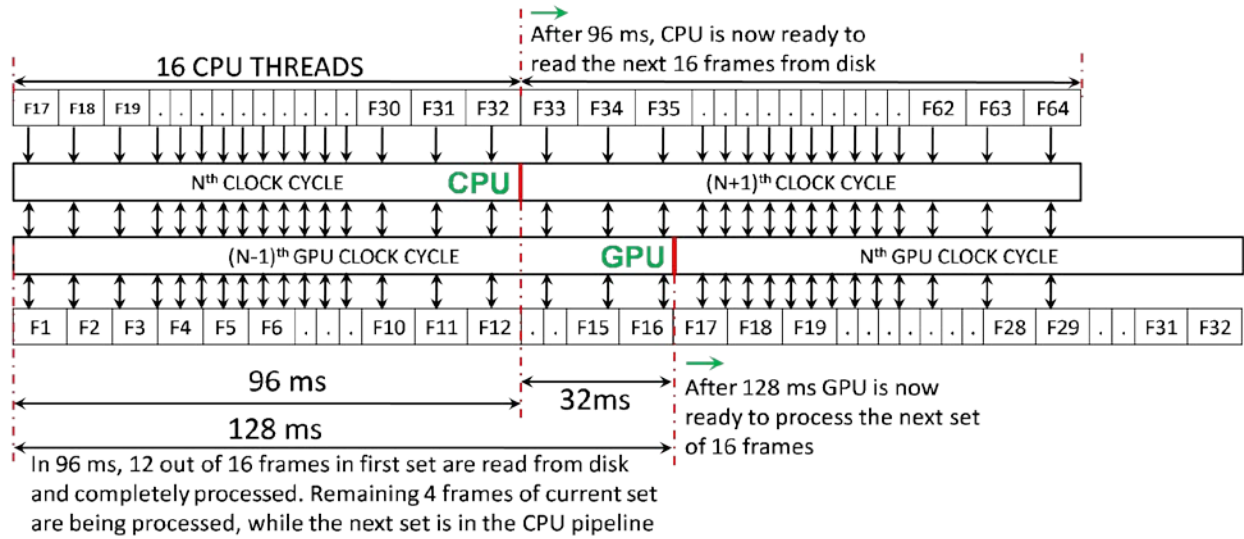 After 96 ms, CPU is now ready to
read the next 16 frames from disk
16 CPU THREADS
F17 F18 F19 . . . . . . . . . . F30 F31 F32 F33 F34 F35 . . . . . . . . . . F62 F63 F64
Nth CLOCK CYCLE CPU (N+1)th CLOCK CYCLE
(N-1)th GPU CLOCK CYCLE GPU Nth GPU CLOCK CYCLE
F1 F2 F3 F4 F5 F6 . . . F10 F11 F12 . . F15 F16 F17 F18 F19 . . . . . . . F28 F29 . . F31 F32
96 ms
32ms
128 ms
After 128 ms GPU is now
ready to process the next set
of 16 frames
In 96 ms, 12 out of 16 frames in first set are read from disk
and completely processed. Remaining 4 frames of current set
are being processed, while the next set is in the CPU pipeline